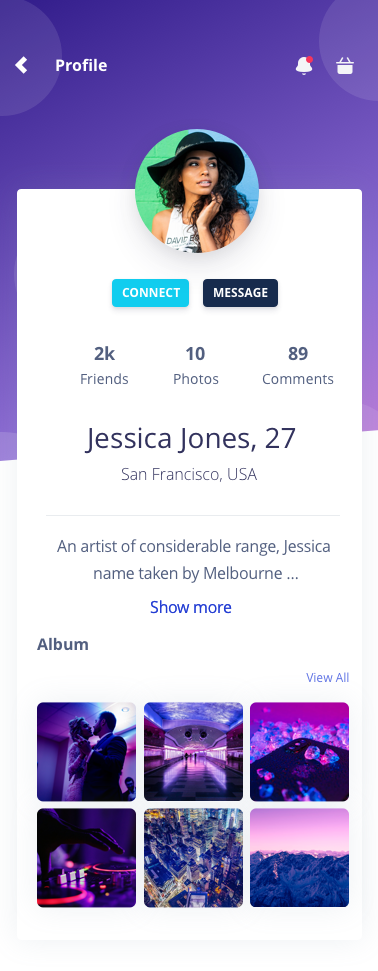 Profile
DAVID B
CONNECT
MESSAGE
2k
10
89
Friends
Photos
Comments
Jessica Jones, 27
San Francisco, USA
An artist of considerable range, Jessica
name taken by Melbourne ...
Show more
Album
View All